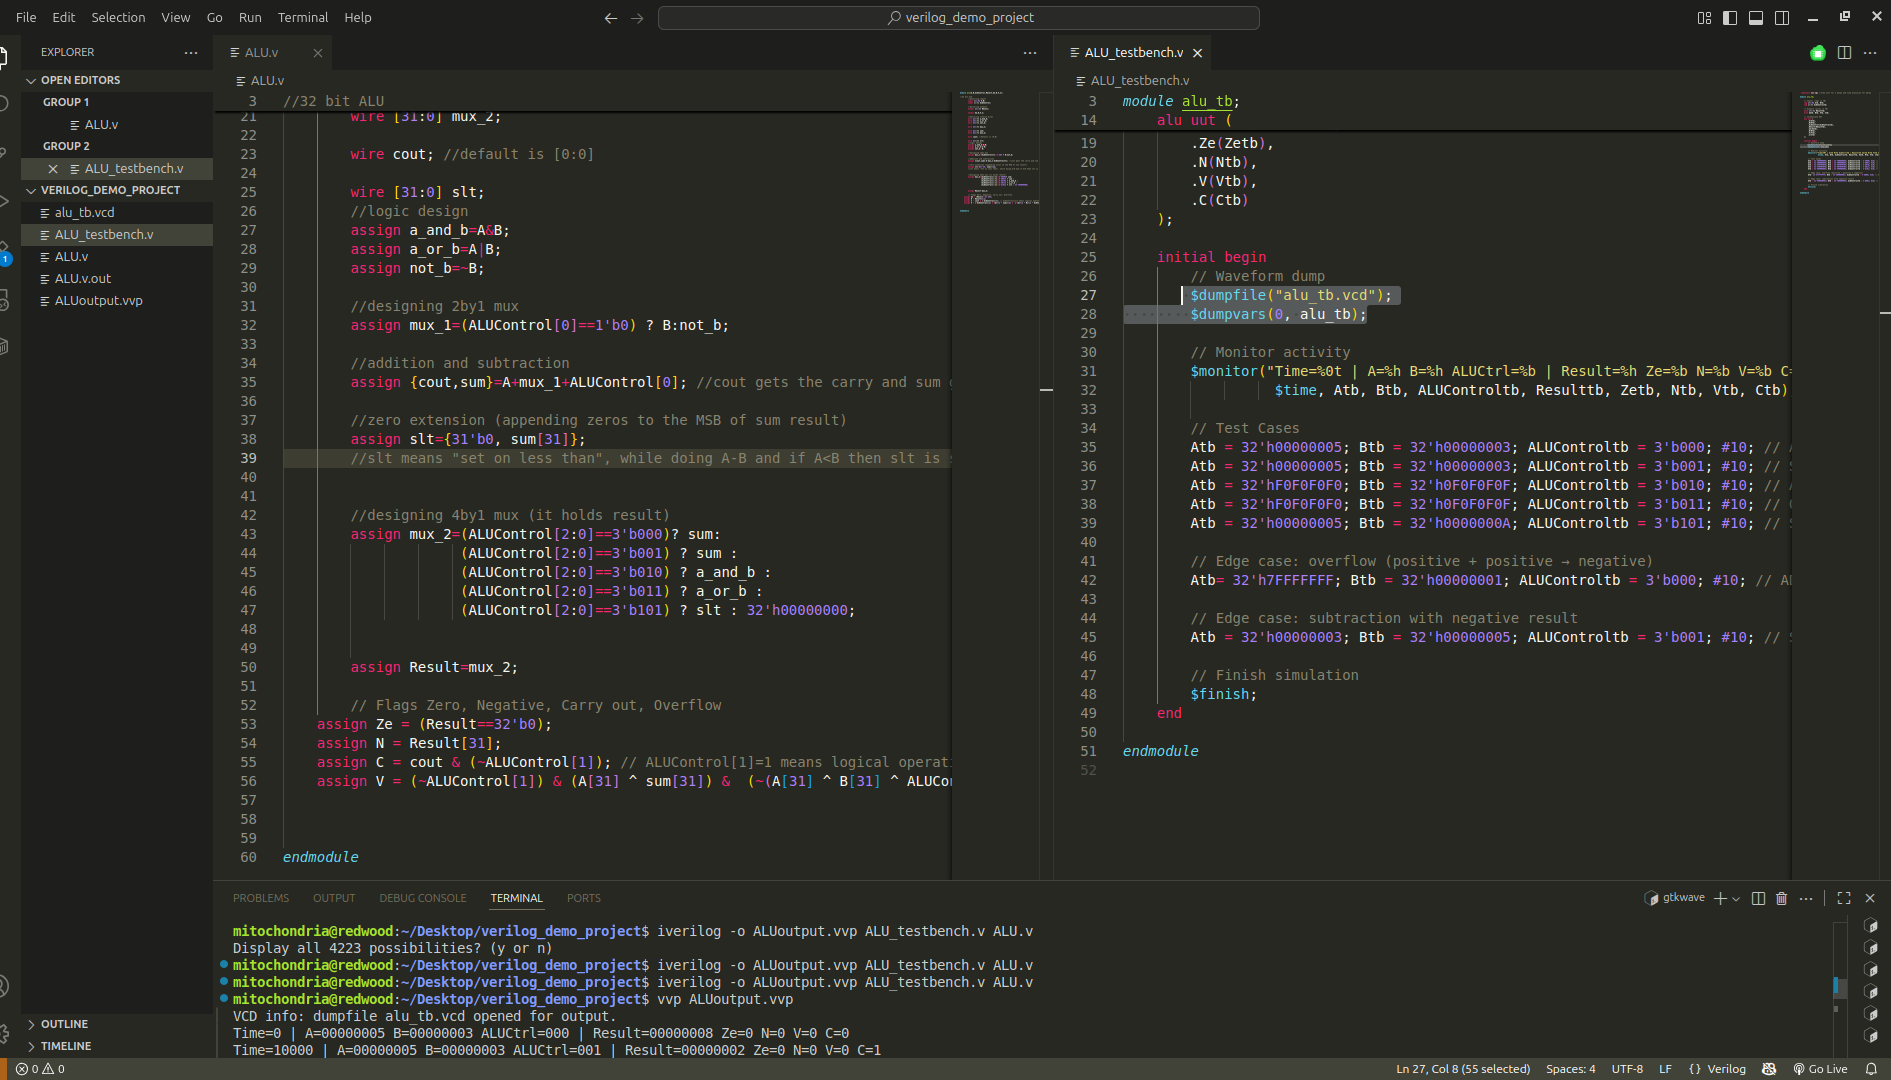 File Edit Selection View Go Run Terminal Help
verilog_demo_project
EXPLORER
OPEN EDITORS
GROUP 1
ALU.v
GROUP 2
ALU_testbench.v
VERILOG_DEMO_PROJECT
alu_tb.vcd
ALU_testbench.v
ALU.v
ALU.v.out
ALUoutput.vvp
OUTLINE
TIMELINE
1
ALU.v
ALU.v
3 //32 bit ALU
21 wire [31:0] mux_2;
22
23 wire cout; //default is [0:0]
24
25 wire [31:0] slt;
26 //logic design
27 assign a_and_b=A&B;
28 assign a_or_b=A|B;
29 assign not_b=~B;
30
31 //designing 2by1 mux
32 assign mux_1=(ALUControl[0]==1'b0) ? B:not_b;
33
34 //addition and subtraction
35 assign {cout,sum}=A+mux_1+ALUControl[0]; //cout gets the carry and sum
36
37 //zero extension (appending zeros to the MSB of sum result)
38 assign slt={31'b0, sum[31]};
39 //slt means "set on less than", while doing A-B and if A<B then slt is
40
41
42 //designing 4by1 mux (it holds result)
43 assign mux_2=(ALUControl[2:0]==3'b000)? sum:
44 (ALUControl[2:0]==3'b001) ? sum :
45 (ALUControl[2:0]==3'b010) ? a_and_b :
46 (ALUControl[2:0]==3'b011) ? a_or_b :
47 (ALUControl[2:0]==3'b101) ? slt : 32'h00000000;
48
49
50 assign Result=mux_2;
51
52 // Flags Zero, Negative, Carry out, Overflow
53 assign Ze = (Result==32'b0);
54 assign N = Result[31];
55 assign C = cout & (~ALUControl[1]); // ALUControl[1]=1 means logical operat
56 assign V = (~ALUControl[1]) & (A[31] ^ sum[31]) & (~(A[31] ^ B[31] ^ ALUCo
57
58
59
60 endmodule
ALU_testbench.v
ALU_testbench.v
3 module alu_tb;
14 alu uut (
19 .Ze(Zetb),
20 .N(Ntb),
21 .V(Vtb),
22 .C(Ctb)
23 );
24
25 initial begin
26 // Waveform dump
27 $dumpfile("alu_tb.vcd");
28 $dumpvars(0, alu_tb);
29
30 // Monitor activity
31 $monitor("Time=%0t | A=%h B=%h ALUCtrl=%b | Result=%h Ze=%b N=%b V=%b C=
32 $time, Atb, Btb, ALUControltb, Resulttb, Zetb, Ntb, Vtb, Ctb)
33
34 // Test Cases
35 Atb = 32'h00000005; Btb = 32'h00000003; ALUControltb = 3'b000; #10; //
36 Atb = 32'h00000005; Btb = 32'h00000003; ALUControltb = 3'b001; #10; //
37 Atb = 32'hF0F0F0F0; Btb = 32'h0F0F0F0F; ALUControltb = 3'b010; #10; //
38 Atb = 32'hF0F0F0F0; Btb = 32'h0F0F0F0F; ALUControltb = 3'b011; #10; //
39 Atb = 32'h00000005; Btb = 32'h0000000A; ALUControltb = 3'b101; #10; //
40
41 // Edge case: overflow (positive + positive → negative)
42 Atb= 32'h7FFFFFFF; Btb = 32'h00000001; ALUControltb = 3'b000; #10; // A
43
44 // Edge case: subtraction with negative result
45 Atb = 32'h00000003; Btb = 32'h00000005; ALUControltb = 3'b001; #10; //
46
47 // Finish simulation
48 $finish;
49 end
50
51 endmodule
52
PROBLEMS OUTPUT DEBUG CONSOLE TERMINAL PORTS
gtkwave
mitochondria@redwood:~/Desktop/verilog_demo_project$ iverilog -o ALUoutput.vvp ALU_testbench.v ALU.v
Display all 4223 possibilities? (y or n)
mitochondria@redwood:~/Desktop/verilog_demo_project$ iverilog -o ALUoutput.vvp ALU_testbench.v ALU.v
mitochondria@redwood:~/Desktop/verilog_demo_project$ iverilog -o ALUoutput.vvp ALU_testbench.v ALU.v
mitochondria@redwood:~/Desktop/verilog_demo_project$ vvp ALUoutput.vvp
VCD info: dumpfile alu_tb.vcd opened for output.
Time=0 | A=00000005 B=00000003 ALUCtrl=000 | Result=00000008 Ze=0 N=0 V=0 C=0
Time=10000 | A=00000005 B=00000003 ALUCtrl=001 | Result=00000002 Ze=0 N=0 V=0 C=1
0 0
Ln 27, Col 8 (55 selected) Spaces: 4 UTF-8 LF {} Verilog Go Live